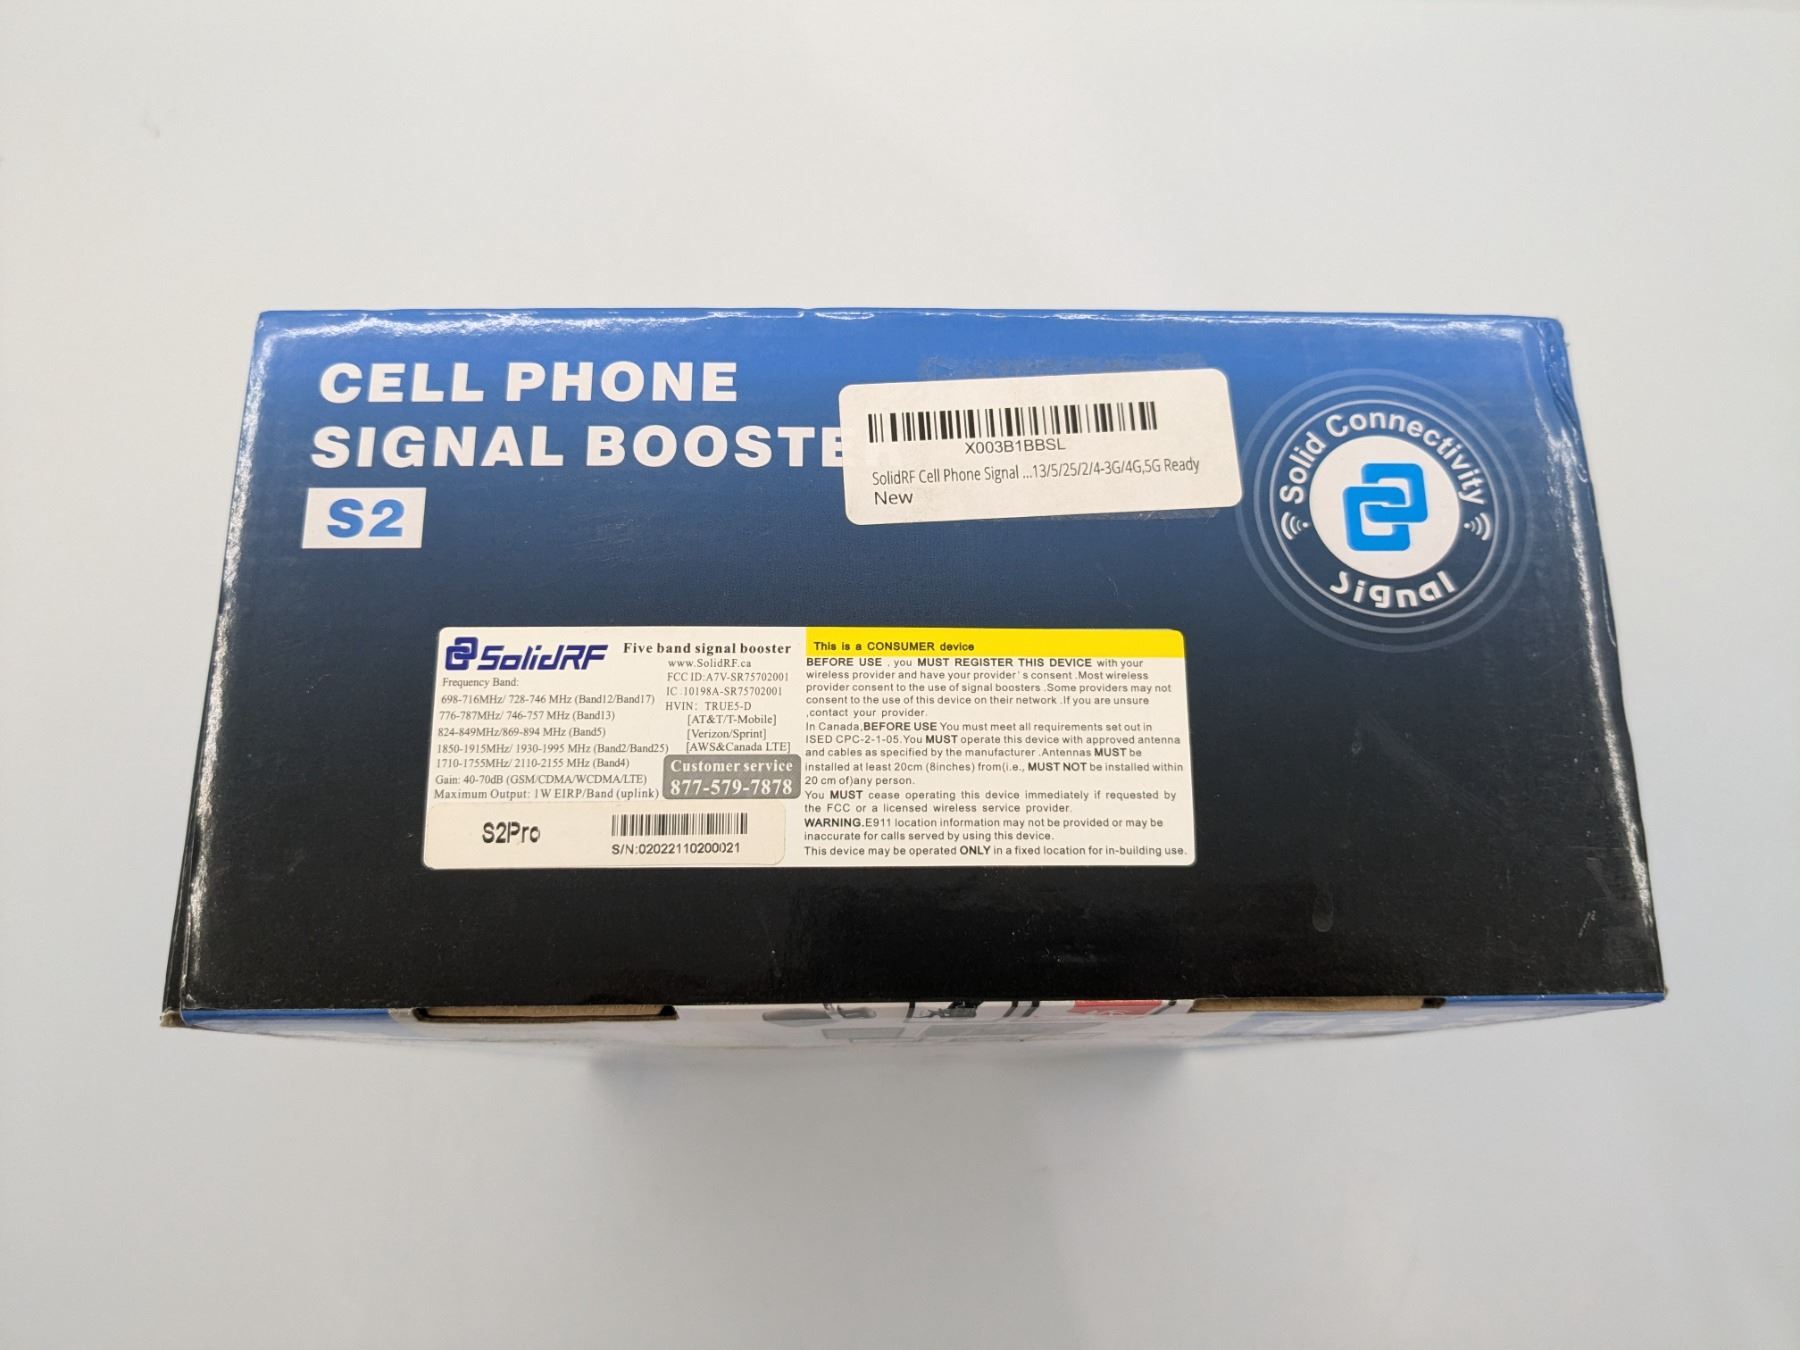 CELL PHONE
SIGNAL BOOSTE
S2
X003B1BBSL
SolidRF Cell Phone Signal ...13/5/25/2/4-3G/4G,5G Ready
New
Solid Connectivity
Signal
SolidRF
Five band signal booster
www.SolidRF.ca
FCC ID:A7V-SR75702001
IC :10198A-SR75702001
HVIN: TRUE5-D
Frequency Band:
698-716MHz/ 728-746 MHz (Band12/Band17)
776-787MHz/ 746-757 MHz (Band13)
[AT&T/T-Mobile]
824-849MHz/869-894 MHz (Band5)
[Verizon/Sprint]
1850-1915MHz/ 1930-1995 MHz (Band2/Band25)
[AWS&Canada LTE]
1710-1755MHz/ 2110-2155 MHz (Band4)
Gain: 40-70dB (GSM/CDMA/WCDMA/LTE)
Maximum Output: 1W EIRP/Band (uplink)
Customer service
877-579-7878
S2Pro
S/N:02022110200021
This is a CONSUMER device
BEFORE USE , you MUST REGISTER THIS DEVICE with your
wireless provider and have your provider's consent .Most wireless
provider consent to the use of signal boosters .Some providers may not
consent to the use of this device on their network .If you are unsure
,contact your provider.
In Canada,BEFORE USE You must meet all requirements set out in
ISED CPC-2-1-05.You MUST operate this device with approved antenna
and cables as specified by the manufacturer .Antennas MUST be
installed at least 20cm (8inches) from(i.e., MUST NOT be installed within
20 cm of)any person.
You MUST cease operating this device immediately if requested by
the FCC or a licensed wireless service provider.
WARNING.E911 location information may not be provided or may be
inaccurate for calls served by using this device.
This device may be operated ONLY in a fixed location for in-building use.